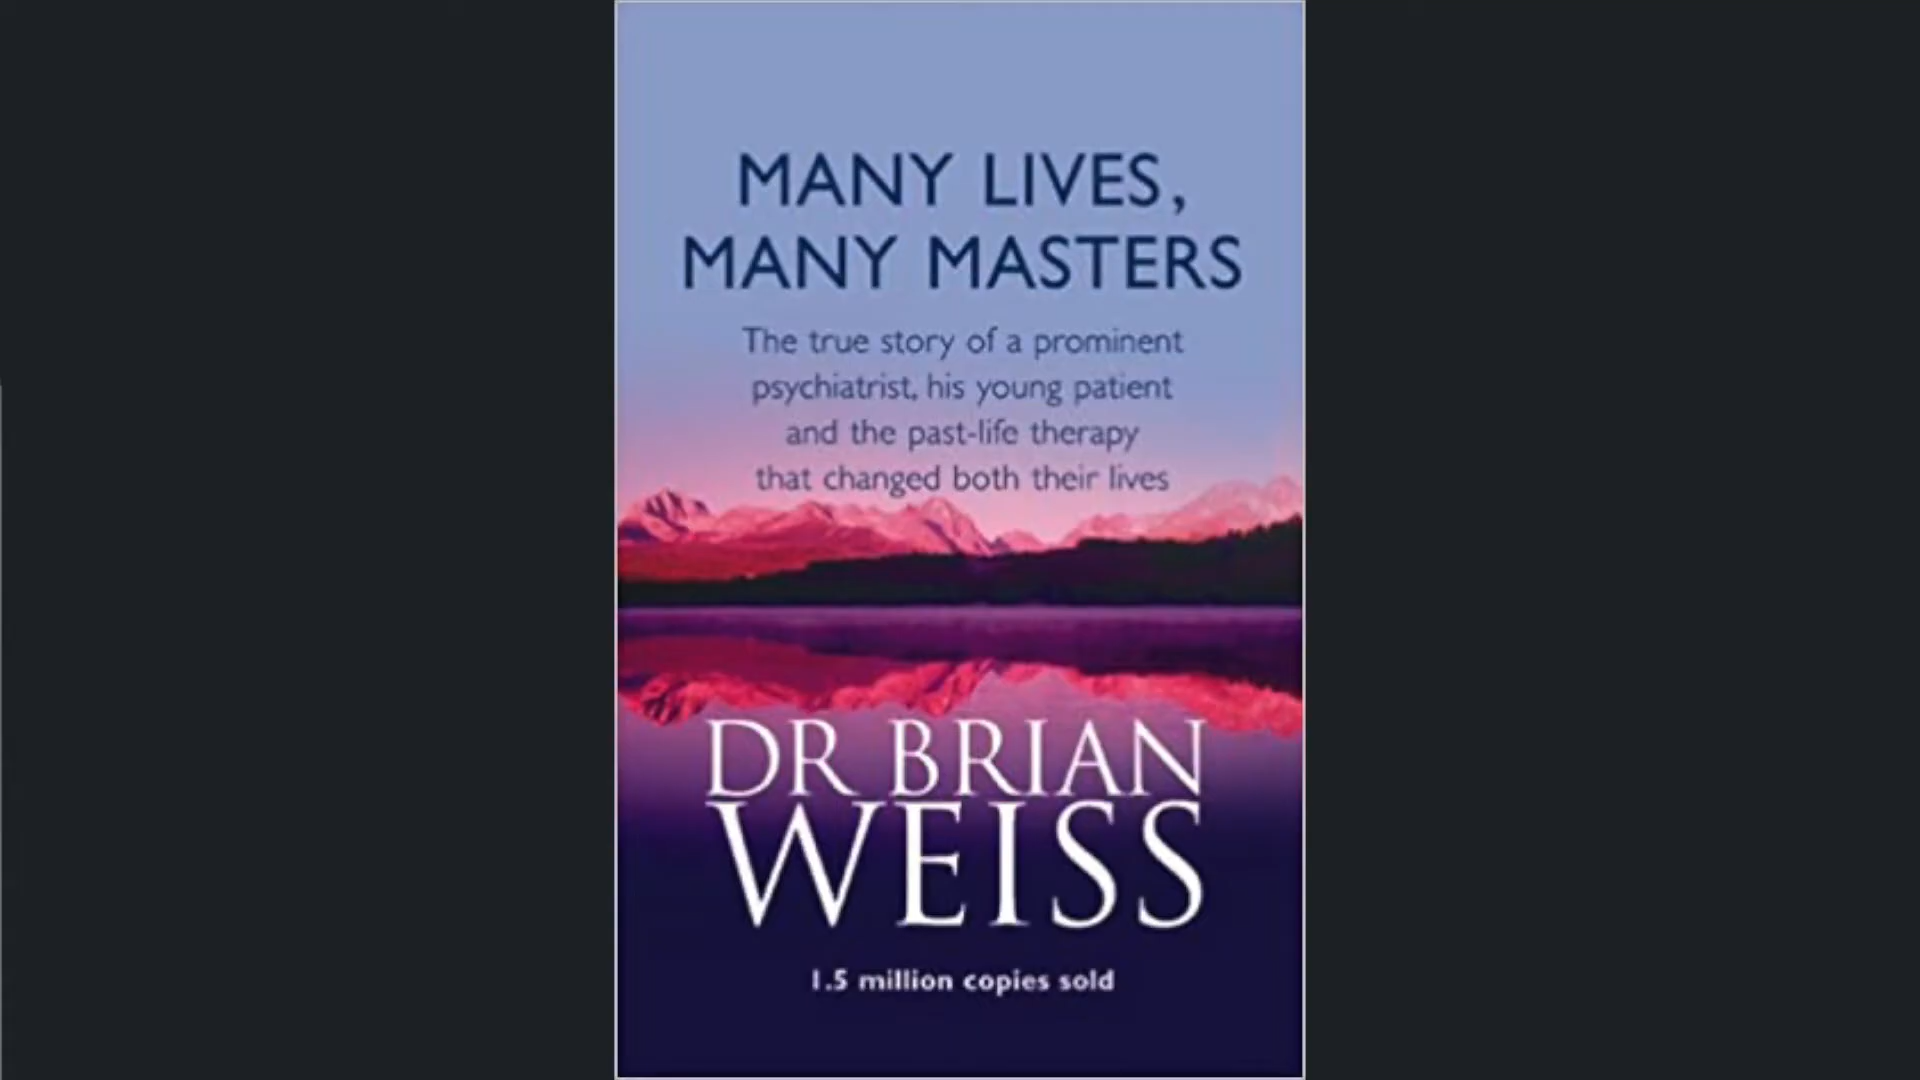 MANY LIVES,
MANY MASTERS
The true story of a prominent
psychiatrist, his young patient
and the past-life therapy
that changed both their lives
DR BRIAN
WEISS
1.5 million copies sold